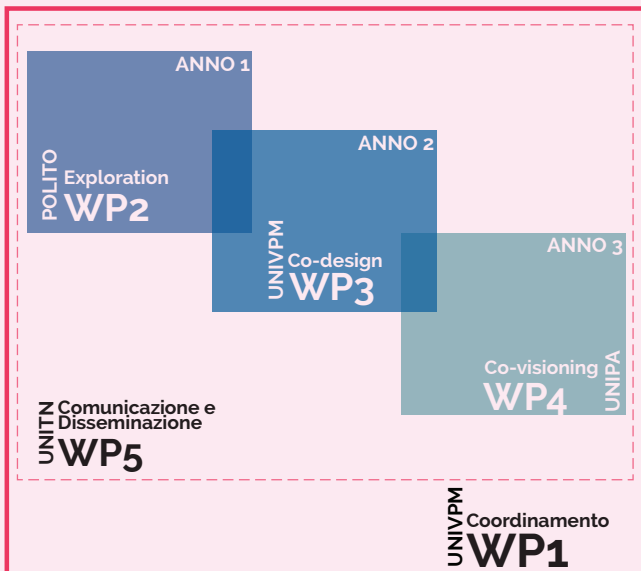 ANNO 1
POLITO
Exploration
WP2
ANNO 2
UNIVPM
Co-design
WP3
ANNO 3
Co-visioning
WP4
UNIPA
UNITN
Comunicazione e
Disseminazione
WP5
UNIVPM
Coordinamento
WP1